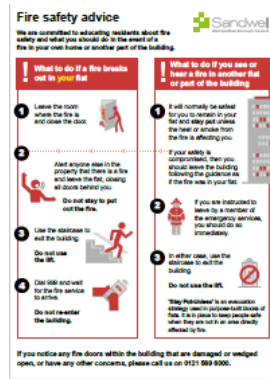 Fire safety advice
Sandwell
We are committed to educating residents about fire
safety and what you should do in the event of a
fire in your own home or another part of the building.
! What to do if a fire breaks
out in your flat
1 Leave the room
where the fire is
and close the door.
2
Alert anyone else in the
property that there is a fire
and leave the flat, closing
all doors behind you.
Do not stay to put
out the fire.
3 Use the staircase to
exit the building.
Do not use
the lift.
4 Dial 999 and wait
for the fire service
to arrive.
Do not re-enter
the building.
! What to do if you see or
hear a fire in another flat
or part of the building
1 It will normally be safest
for you to remain in your
flat and stay put unless
the heat or smoke from
the fire is affecting you.
If your safety is
compromised, then you
should leave the building
following the guidance as
if the fire was in your flat.
2 If you are instructed
to leave by a member
of the emergency services,
you should do so
immediately.
3 In either case, use the
staircase to exit the
building.
Do not use the lift.
"Stay Put Unless" is an evacuation
strategy used in purpose-built blocks of
flats. It is in place to keep people safe
when they are not in an area directly
affected by fire.
If you notice any fire doors within the building that are damaged or wedged
open, or have any other concerns, please call us on 0121 569 6000.